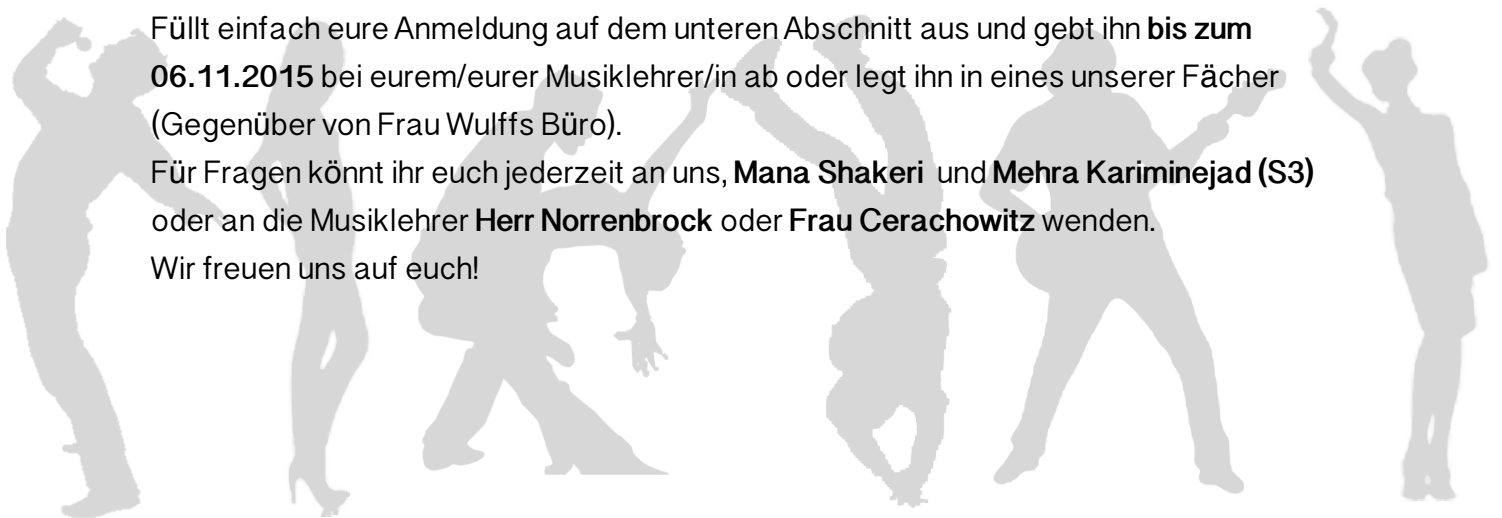 Füllt einfach eure Anmeldung auf dem unteren Abschnitt aus und gebt ihn bis zum
06.11.2015 bei eurem/eurer Musiklehrer/in ab oder legt ihn in eines unserer Fächer
(Gegenüber von Frau Wulffs Büro).
Für Fragen könnt ihr euch jederzeit an uns, Mana Shakeri und Mehra Kariminejad (S3)
oder an die Musiklehrer Herr Norrenbrock oder Frau Cerachowitz wenden.
Wir freuen uns auf euch!